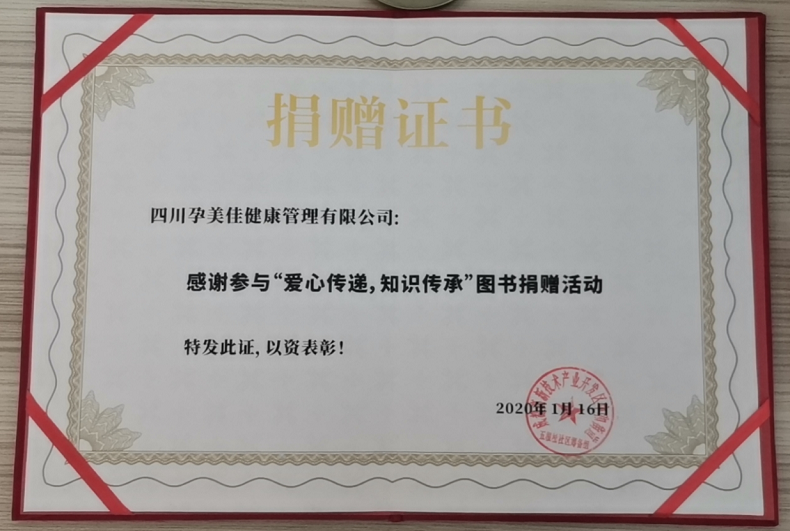 捐赠证书
四川孕美佳健康管理有限公司:
感谢参与“爱心传递,知识传承”图书捐赠活动
特发此证,以资表彰!
2020年1月16日